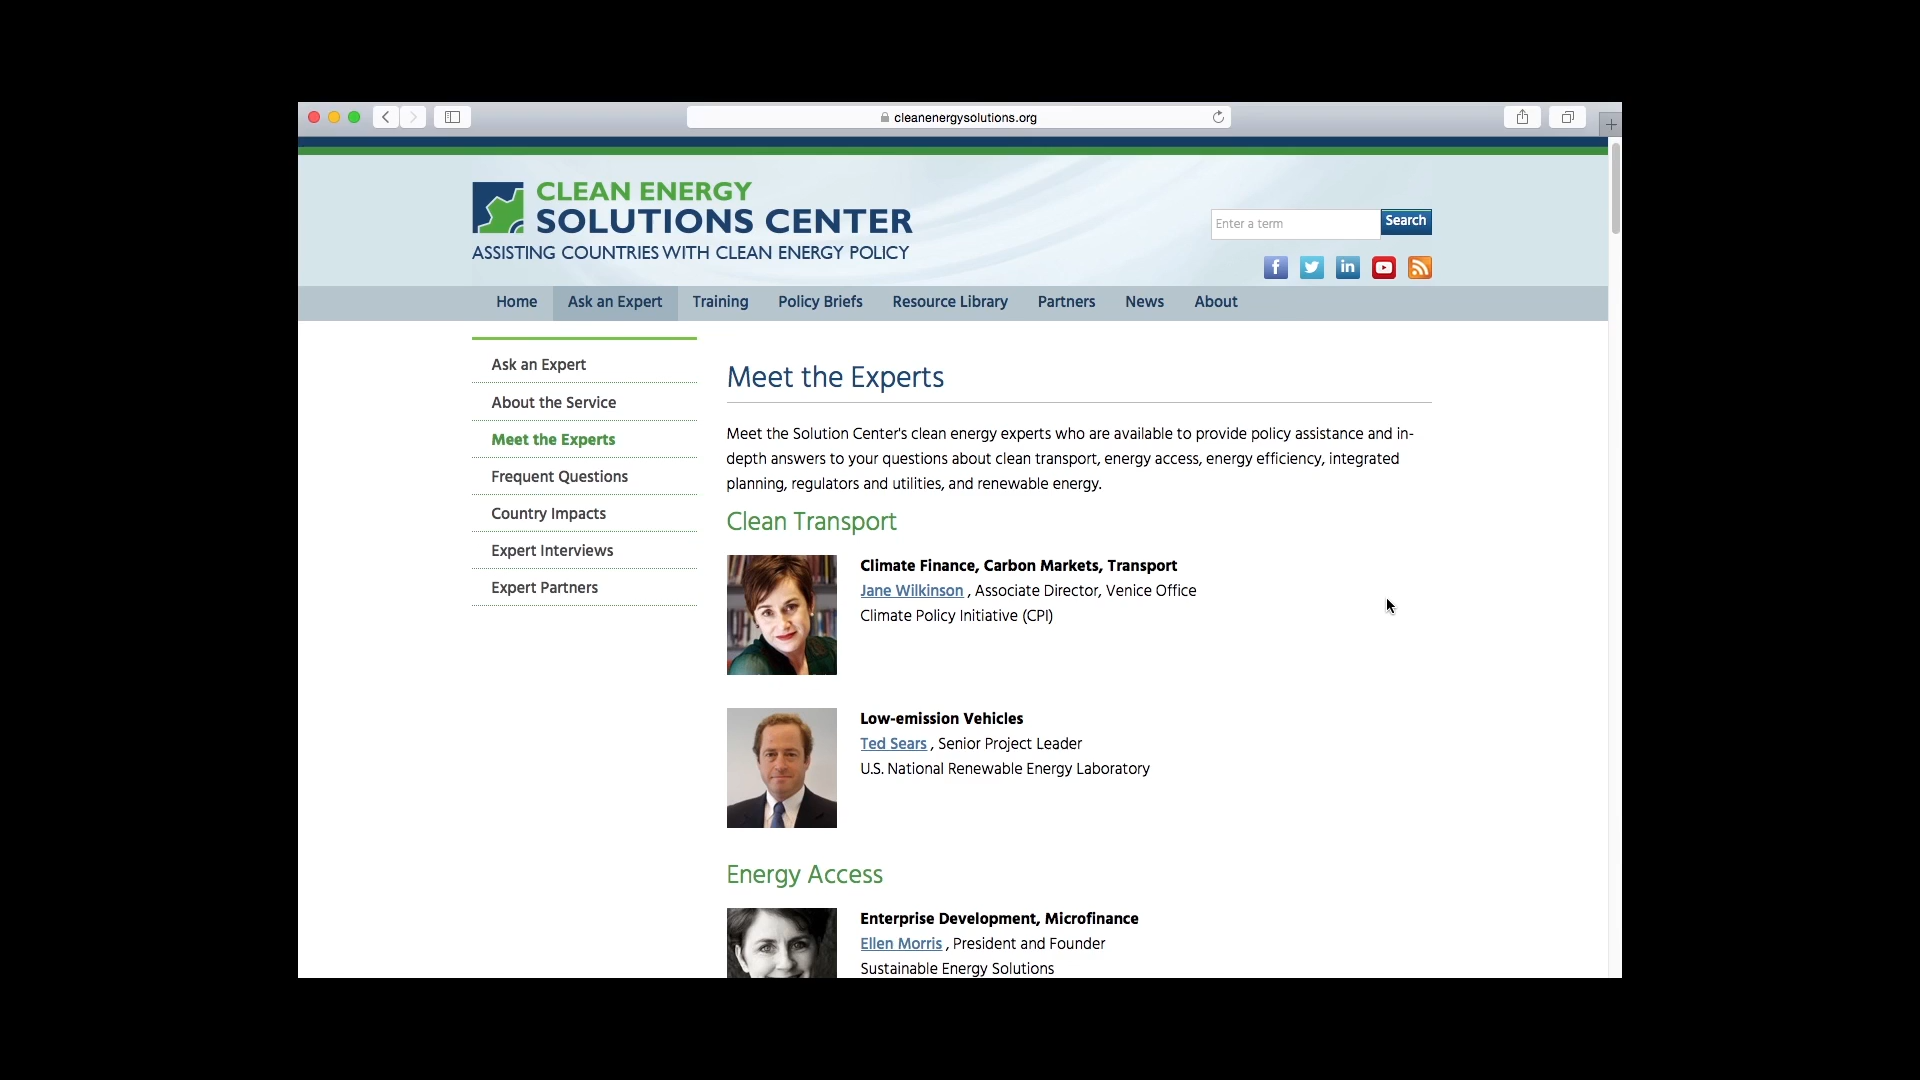 cleanenergysolutions.org
CLEAN ENERGY
SOLUTIONS CENTER
ASSISTING COUNTRIES WITH CLEAN ENERGY POLICY
Enter a term
Search
Home
Ask an Expert
Training
Policy Briefs
Resource Library
Partners
News
About
Ask an Expert
About the Service
Meet the Experts
Frequent Questions
Country Impacts
Expert Interviews
Expert Partners
Meet the Experts
Meet the Solution Center's clean energy experts who are available to provide policy assistance and in-
depth answers to your questions about clean transport, energy access, energy efficiency, integrated
planning, regulators and utilities, and renewable energy.
Clean Transport
Climate Finance, Carbon Markets, Transport
Jane Wilkinson , Associate Director, Venice Office
Climate Policy Initiative (CPI)
Low-emission Vehicles
Ted Sears , Senior Project Leader
U.S. National Renewable Energy Laboratory
Energy Access
Enterprise Development, Microfinance
Ellen Morris , President and Founder
Sustainable Energy Solutions